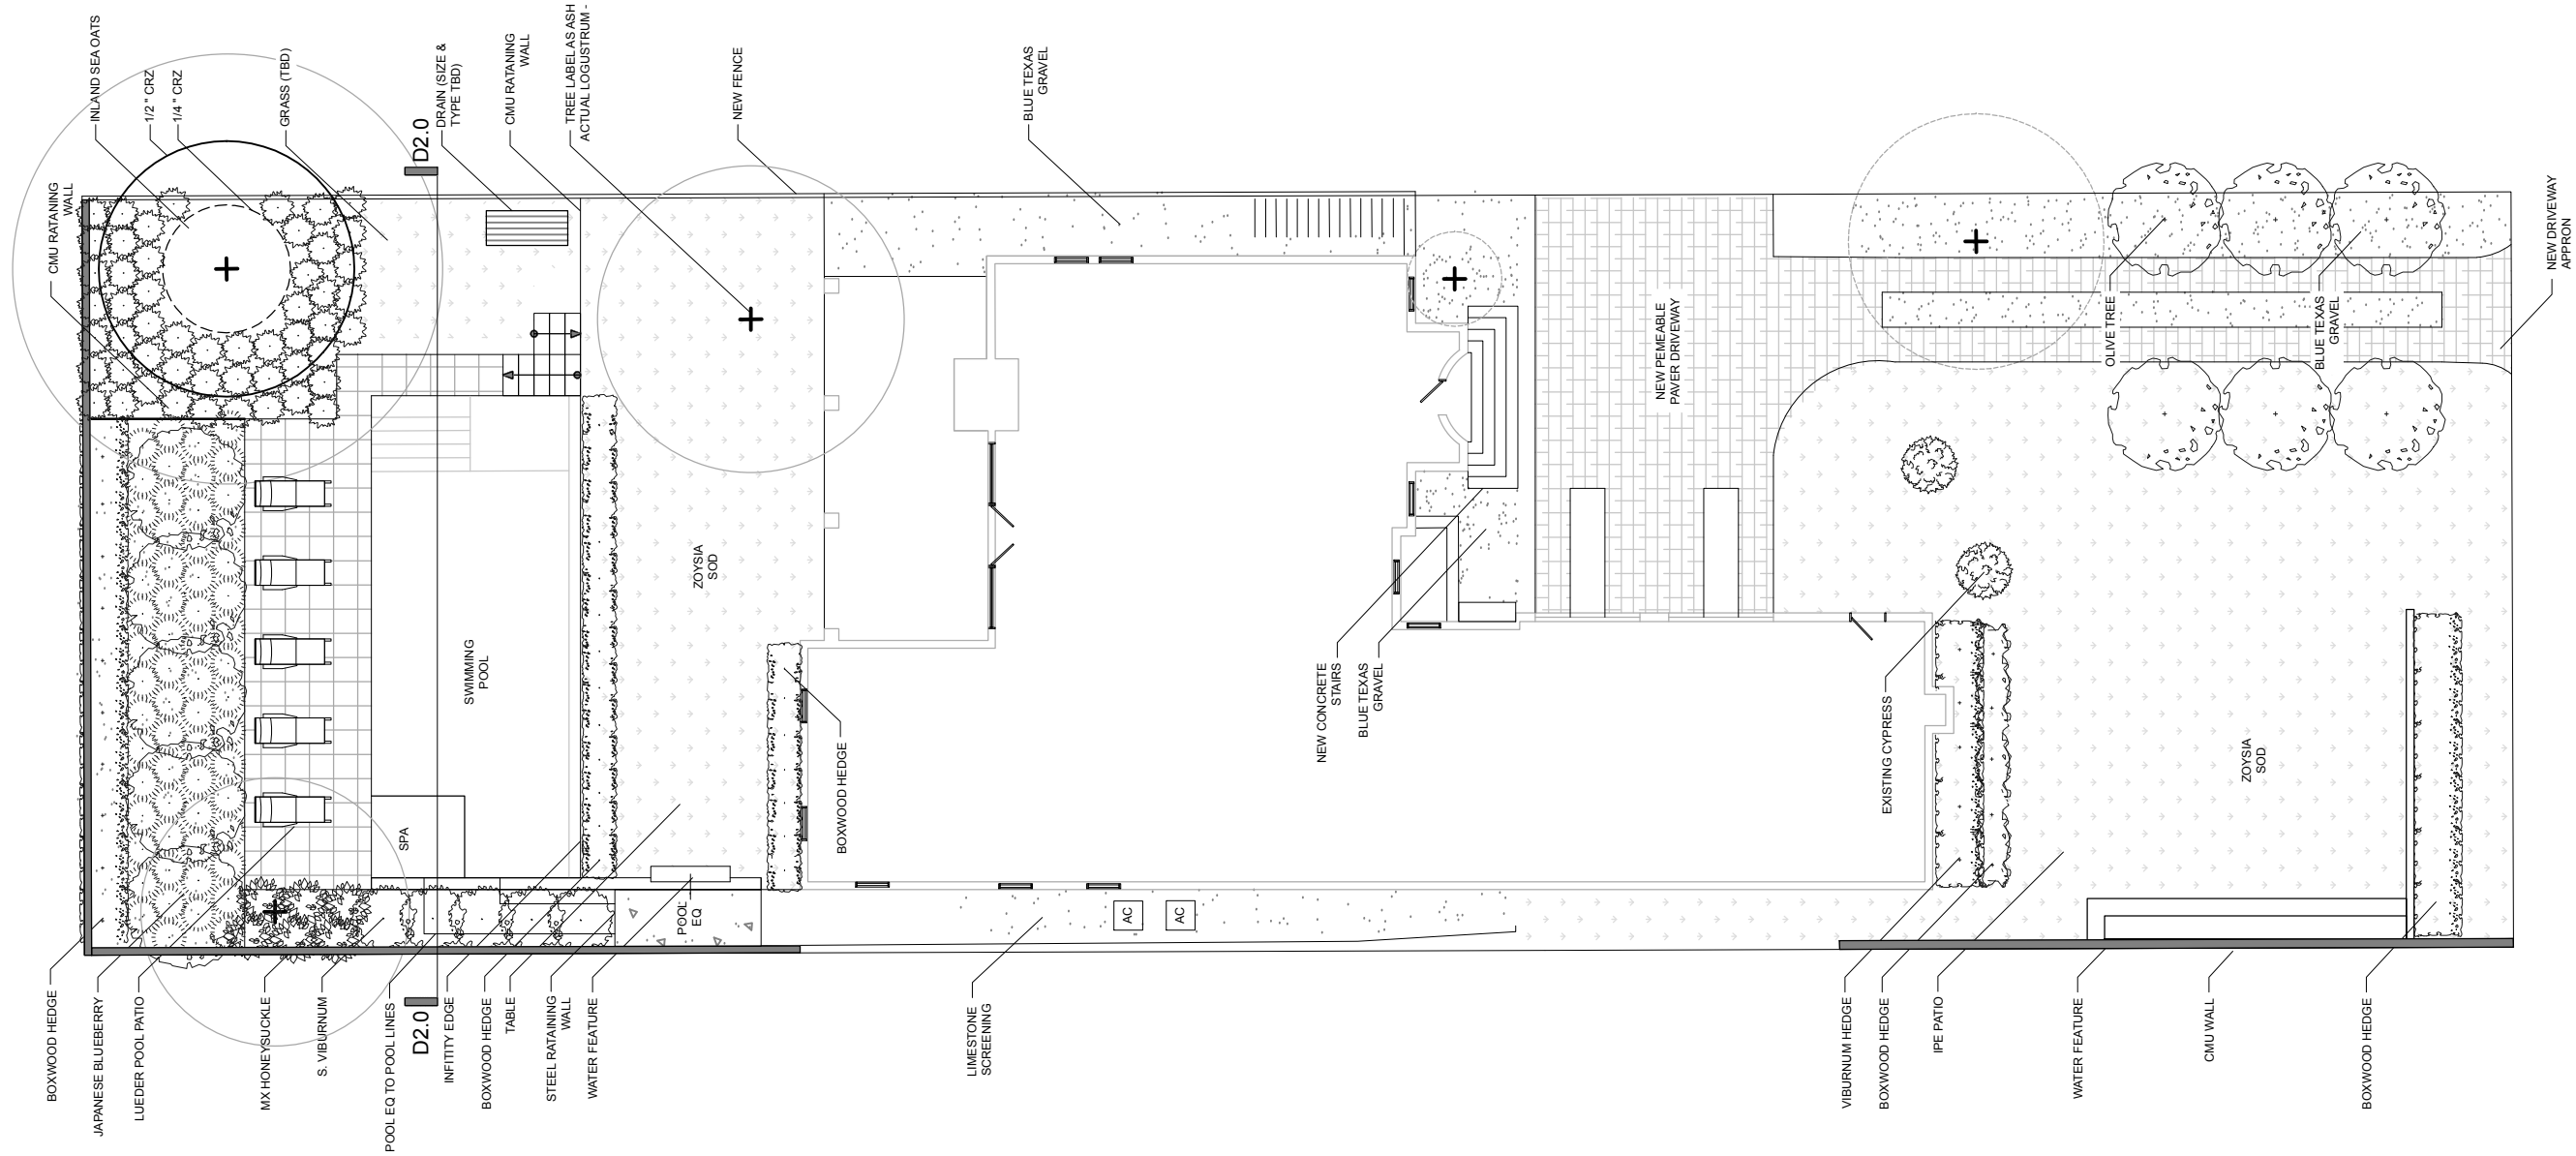 INLAND SEA OATS
1/2" CRZ
1/4" CRZ
CMU RATANING
WALL
GRASS (TBD)
D2.0
DRAIN (SIZE &
TYPE TBD)
CMU RATANING
WALL
TREE LABEL AS ASH
ACTUAL LOGUSTRUM -
NEW FENCE
BLUE TEXAS
GRAVEL
NEW DRIVEWAY
APPRON
OLIVE TREE
BLUE TEXAS
GRAVEL
NEW PEMEABLE
PAVER DRIVEWAY
ZOYSIA
SOD
SWIMMING
POOL
SPA
BOXWOOD HEDGE
NEW CONCRETE
STAIRS
BLUE TEXAS
GRAVEL
EXISTING CYPRESS
ZOYSIA
SOD
POOL
EQ
AC
AC
BOXWOOD HEDGE
JAPANESE BLUEBERRY
LUEDER POOL PATIO
MX HONEYSUCKLE
S. VIBURNUM
POOL EQ TO POOL LINES
D2.0
INFITITY EDGE
BOXWOOD HEDGE
TABLE
STEEL RATAINING
WALL
WATER FEATURE
LIMESTONE
SCREENING
VIBURNUM HEDGE
BOXWOOD HEDGE
IPE PATIO
WATER FEATURE
CMU WALL
BOXWOOD HEDGE